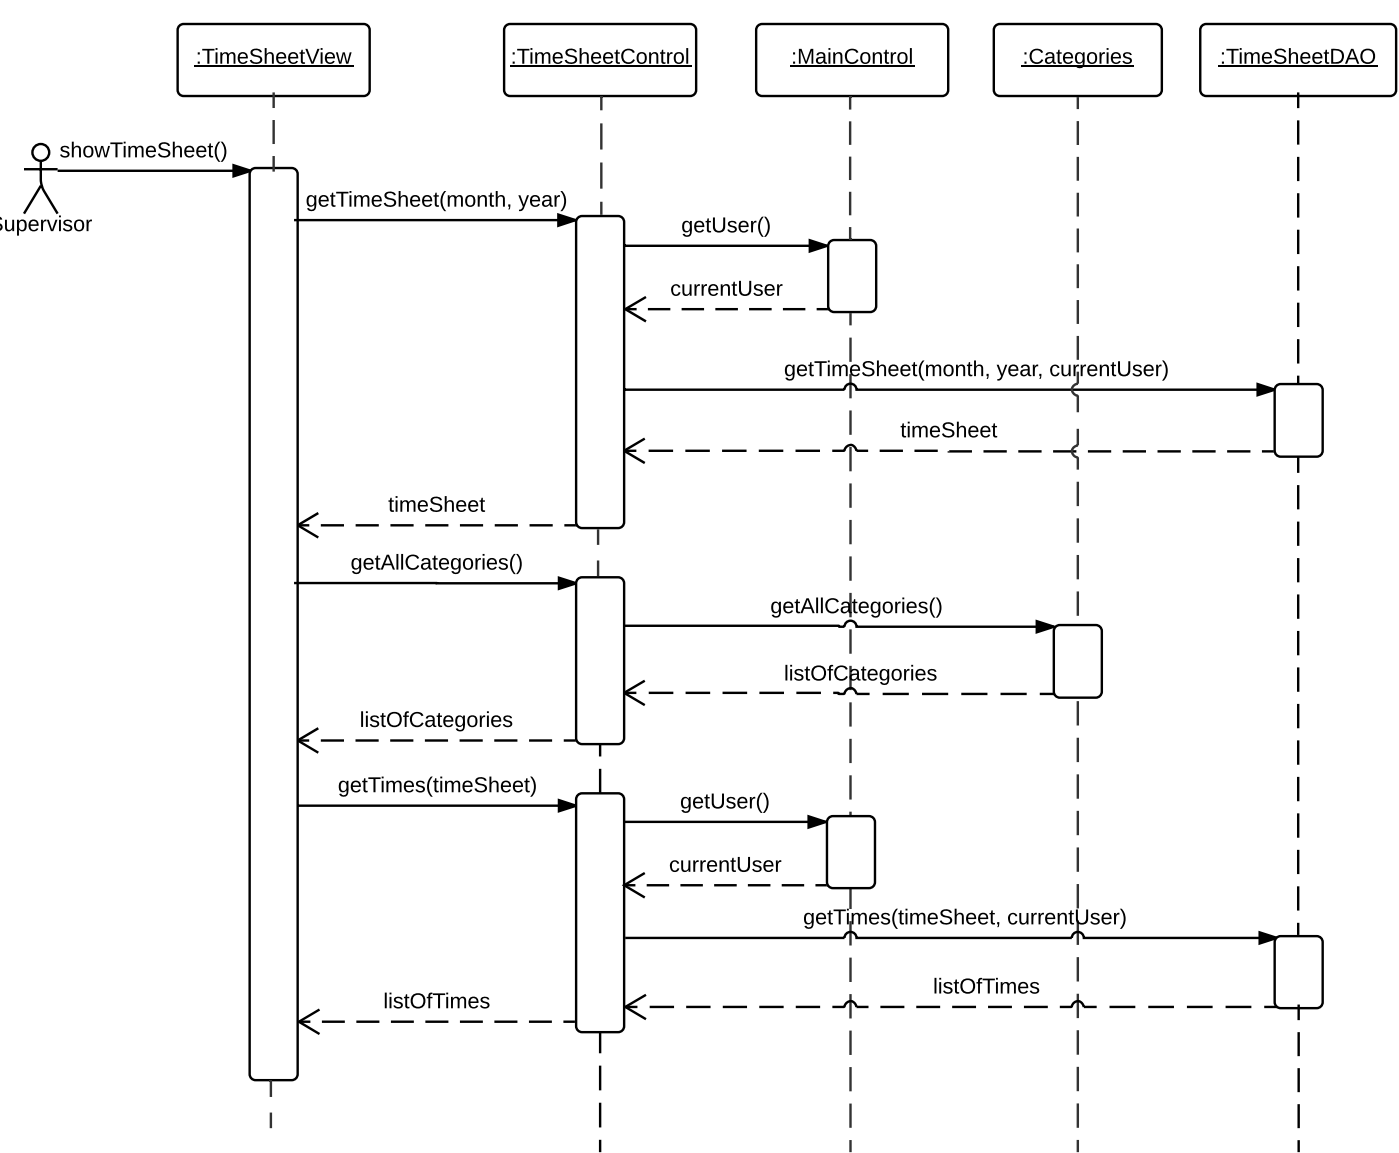 :TimeSheetView
:TimeSheetControl
:MainControl
:Categories
:TimeSheetDAO
showTimeSheet()
Supervisor
getTimeSheet(month, year)
getUser()
currentUser
getTimeSheet(month, year, currentUser)
timeSheet
timeSheet
getAllCategories()
getAllCategories()
listOfCategories
listOfCategories
getTimes(timeSheet)
getUser()
currentUser
getTimes(timeSheet, currentUser)
listOfTimes
listOfTimes